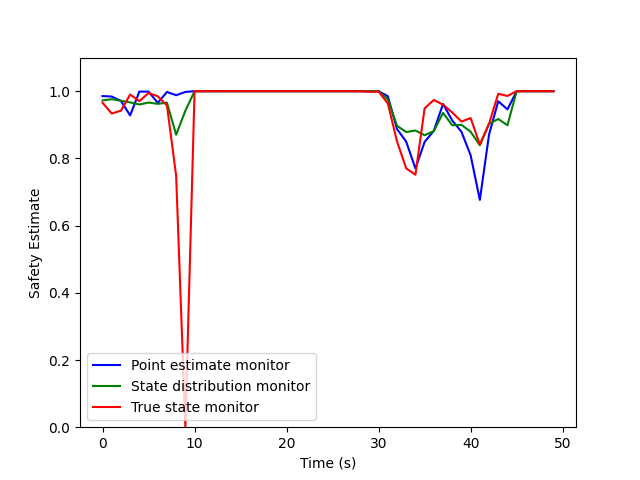 1.0
0.8
0.6
0.4
0.2
0.0
Safety Estimate
Point estimate monitor
State distribution monitor
True state monitor
0 10 20 30 40 50
Time (s)